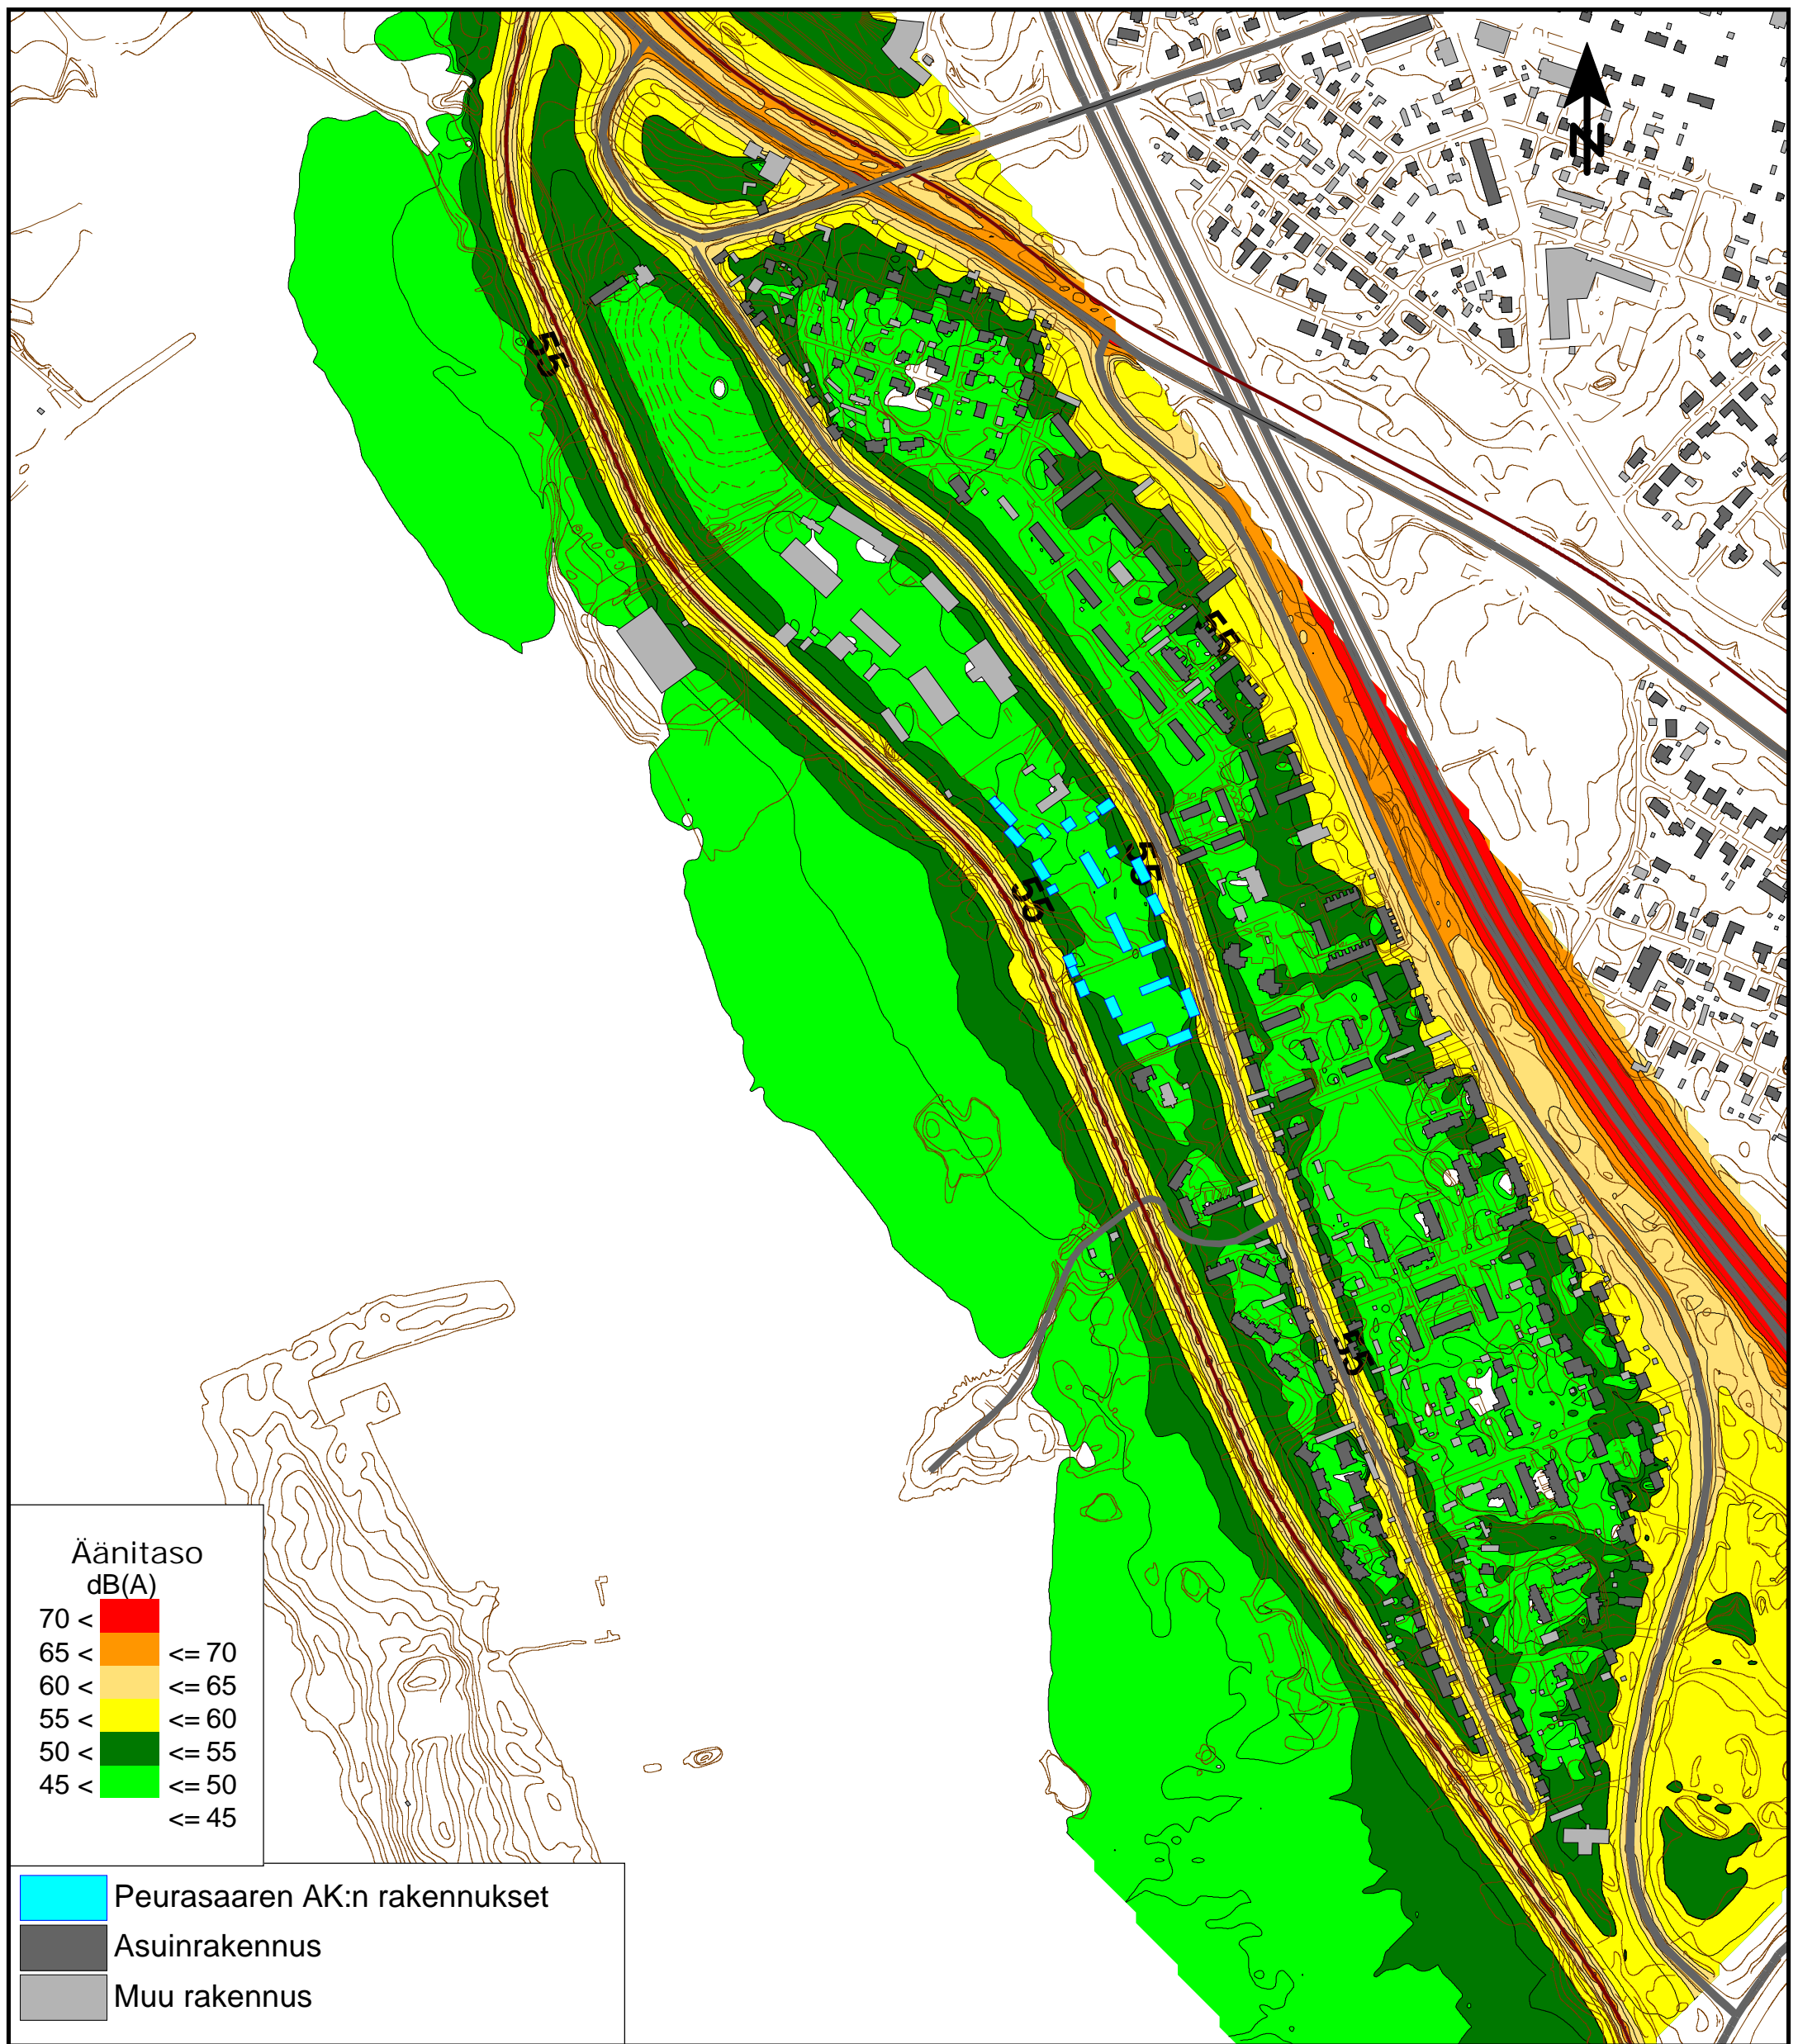 N
55
55
55
55
55
Äänitaso
dB(A)
70 <
65 < <= 70
60 < <= 65
55 < <= 60
50 < <= 55
45 < <= 50
<= 45
Peurasaaren AK:n rakennukset
Asuinrakennus
Muu rakennus